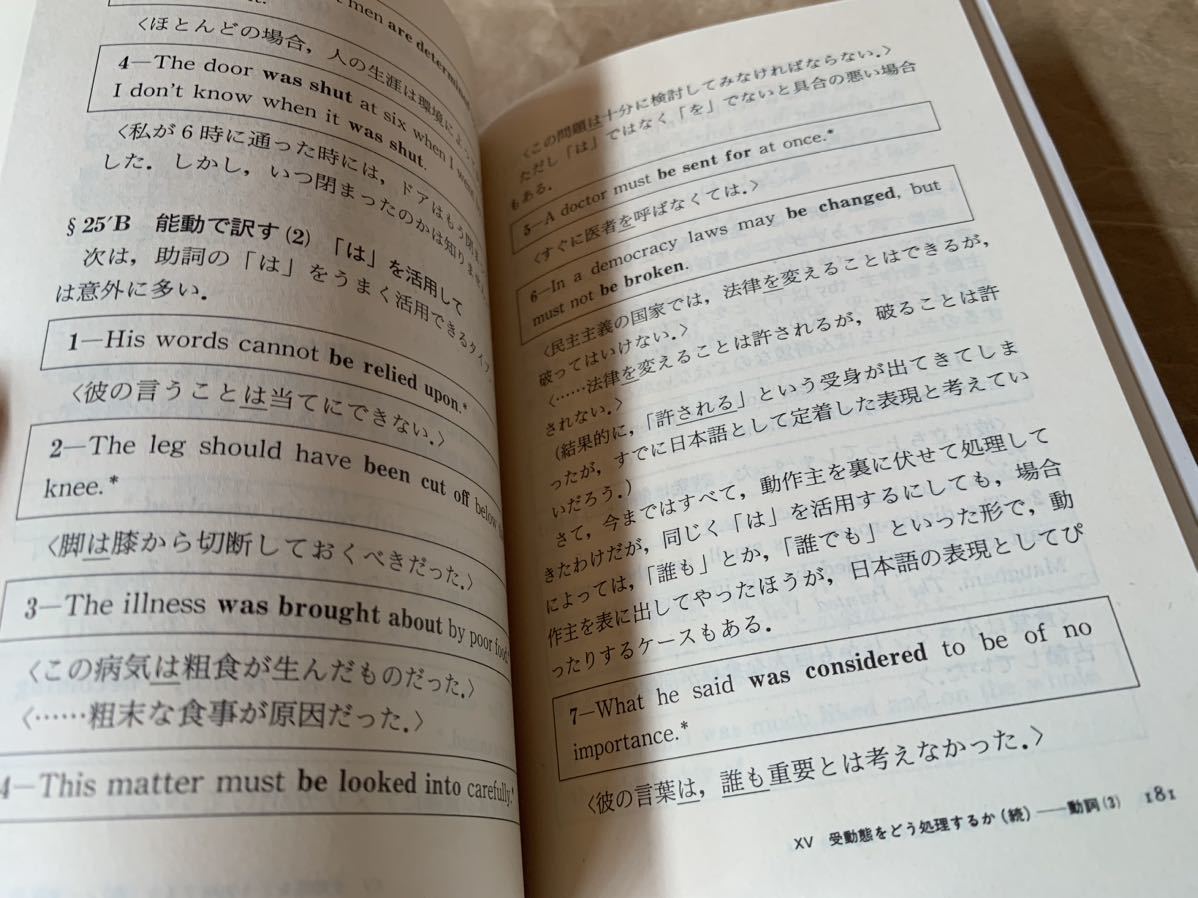 men are determined
〈ほとんどの場合，人の生涯は環境によ
4—The door was shut at six when I went
I don't know when it was shut.
〈私が6時に通った時には，ドアはもう閉ま
した．しかし，いつ閉まったのかは知りま
§25′B 能動で訳す(2) 「は」を活用して
次は，助詞の「は」をうまく活用できるタイプ
は意外に多い．
1—His words cannot be relied upon.*
〈彼の言うことは当てにできない．〉
2—The leg should have been cut off below
knee.*
〈脚は膝から切断しておくべきだった．〉
3—The illness was brought about by poor food.*
〈この病気は粗食が生んだものだった．〉
〈……粗末な食事が原因だった．〉
4—This matter must be looked into carefully.*
〈この問題は十分に検討してみなければならない．〉
ただし「は」ではなく「を」でないと具合の悪い場合
もある．
5—A doctor must be sent for at once.*
〈すぐに医者を呼ばなくては．〉
6—In a democracy laws may be changed, but
must not be broken.
〈民主主義の国家では，法律を変えることはできるが，
破ってはいけない．〉
〈……法律を変えることは許されるが，破ることは許
されない．〉
(結果的に，「許される」という受身が出てきてしま
ったが，すでに日本語として定着した表現と考えてい
いだろう．)
さて，今まではすべて，動作主を裏に伏せて処理して
きたわけだが，同じく「は」を活用するにしても，場合
によっては，「誰も」とか，「誰でも」といった形で，動
作主を表に出してやったほうが，日本語の表現としてぴ
ったりするケースもある．
7—What he said was considered to be of no
importance.*
〈彼の言葉は，誰も重要とは考えなかった．〉
XV 受動態をどう処理するか(続)——動詞(3) 181